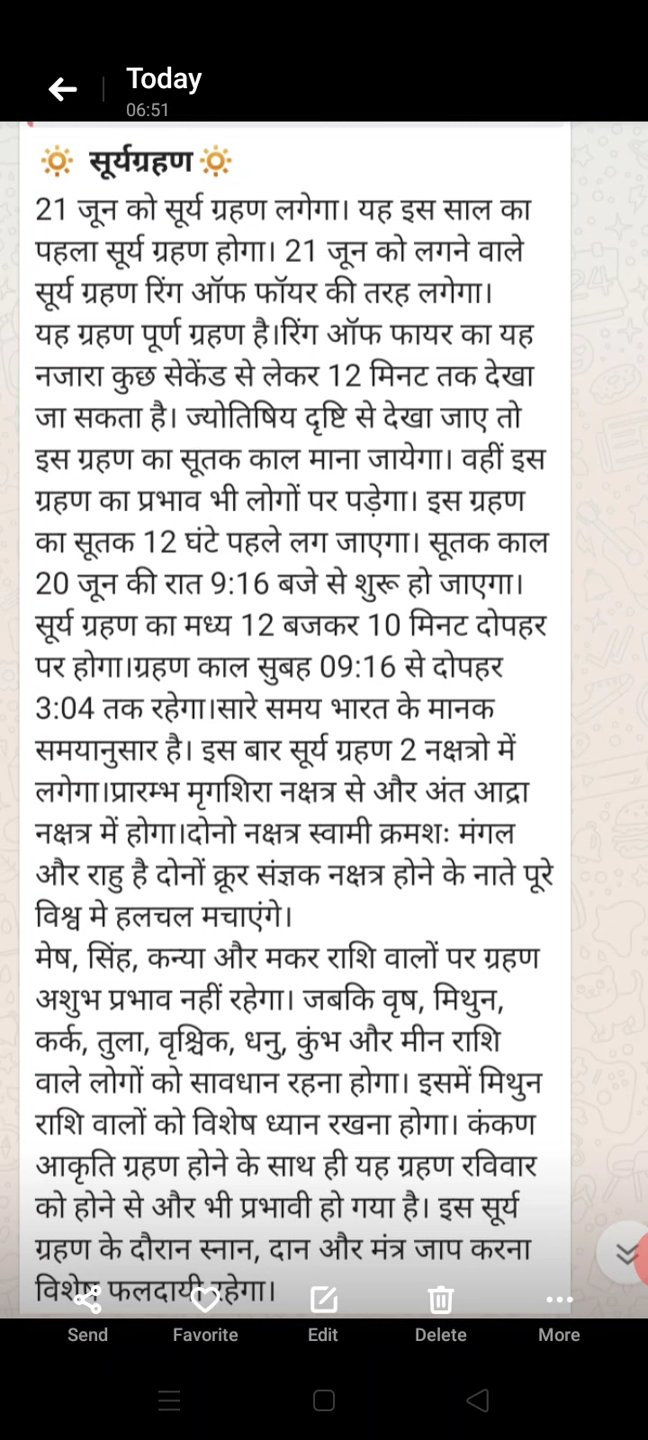 Today
06:51
🔆 सूर्यग्रहण 🔆
21 जून को सूर्य ग्रहण लगेगा। यह इस साल का
पहला सूर्य ग्रहण होगा। 21 जून को लगने वाले
सूर्य ग्रहण रिंग ऑफ फॉयर की तरह लगेगा।
यह ग्रहण पूर्ण ग्रहण है।रिंग ऑफ फायर का यह
नजारा कुछ सेकेंड से लेकर 12 मिनट तक देखा
जा सकता है। ज्योतिषिय दृष्टि से देखा जाए तो
इस ग्रहण का सूतक काल माना जायेगा। वहीं इस
ग्रहण का प्रभाव भी लोगों पर पड़ेगा। इस ग्रहण
का सूतक 12 घंटे पहले लग जाएगा। सूतक काल
20 जून की रात 9:16 बजे से शुरू हो जाएगा।
सूर्य ग्रहण का मध्य 12 बजकर 10 मिनट दोपहर
पर होगा।ग्रहण काल सुबह 09:16 से दोपहर
3:04 तक रहेगा।सारे समय भारत के मानक
समयानुसार है। इस बार सूर्य ग्रहण 2 नक्षत्रो में
लगेगा।प्रारम्भ मृगशिरा नक्षत्र से और अंत आद्रा
नक्षत्र में होगा।दोनो नक्षत्र स्वामी क्रमशः मंगल
और राहु है दोनों क्रूर संज्ञक नक्षत्र होने के नाते पूरे
विश्व मे हलचल मचाएंगे।
मेष, सिंह, कन्या और मकर राशि वालों पर ग्रहण
अशुभ प्रभाव नहीं रहेगा। जबकि वृष, मिथुन,
कर्क, तुला, वृश्चिक, धनु, कुंभ और मीन राशि
वाले लोगों को सावधान रहना होगा। इसमें मिथुन
राशि वालों को विशेष ध्यान रखना होगा। कंकण
आकृति ग्रहण होने के साथ ही यह ग्रहण रविवार
को होने से और भी प्रभावी हो गया है। इस सूर्य
ग्रहण के दौरान स्नान, दान और मंत्र जाप करना
विशेष फलदायी रहेगा।
Send Favorite Edit Delete More